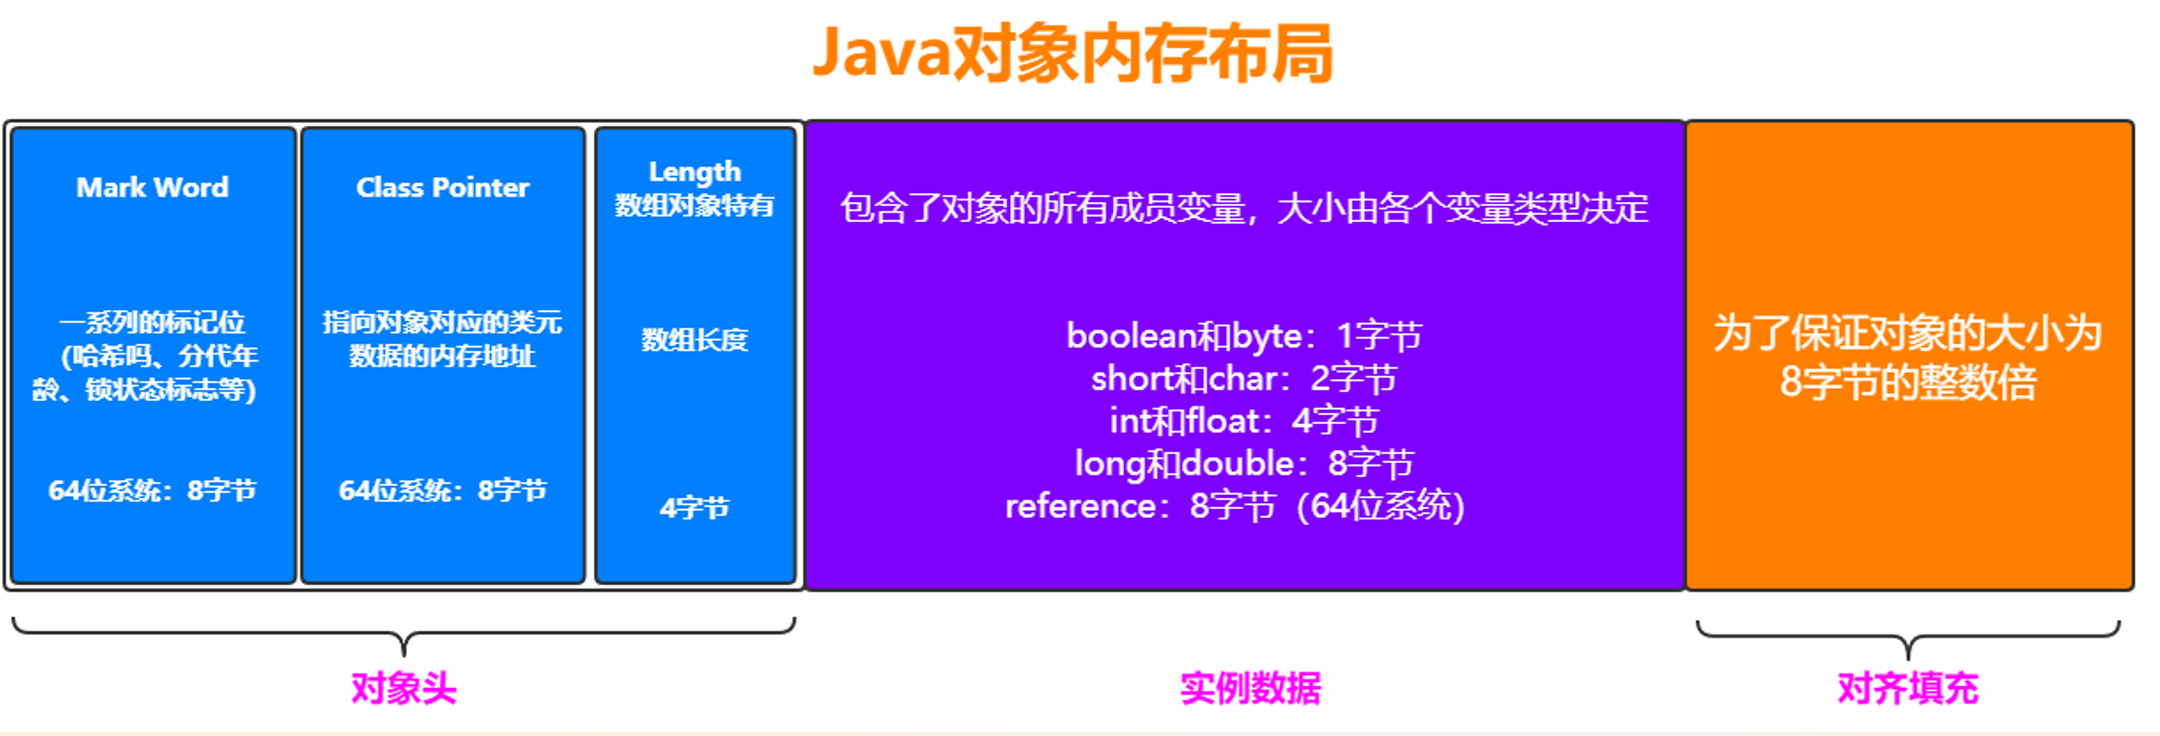 Java对象内存布局
Mark Word
一系列的标记位
(哈希吗、分代年
龄、锁状态标志等)
64位系统：8字节
Class Pointer
指向对象对应的类元
数据的内存地址
64位系统：8字节
Length
数组对象特有
数组长度
4字节
包含了对象的所有成员变量，大小由各个变量类型决定
boolean和byte：1字节
short和char：2字节
int和float：4字节
long和double：8字节
reference：8字节（64位系统）
为了保证对象的大小为
8字节的整数倍
对象头
实例数据
对齐填充